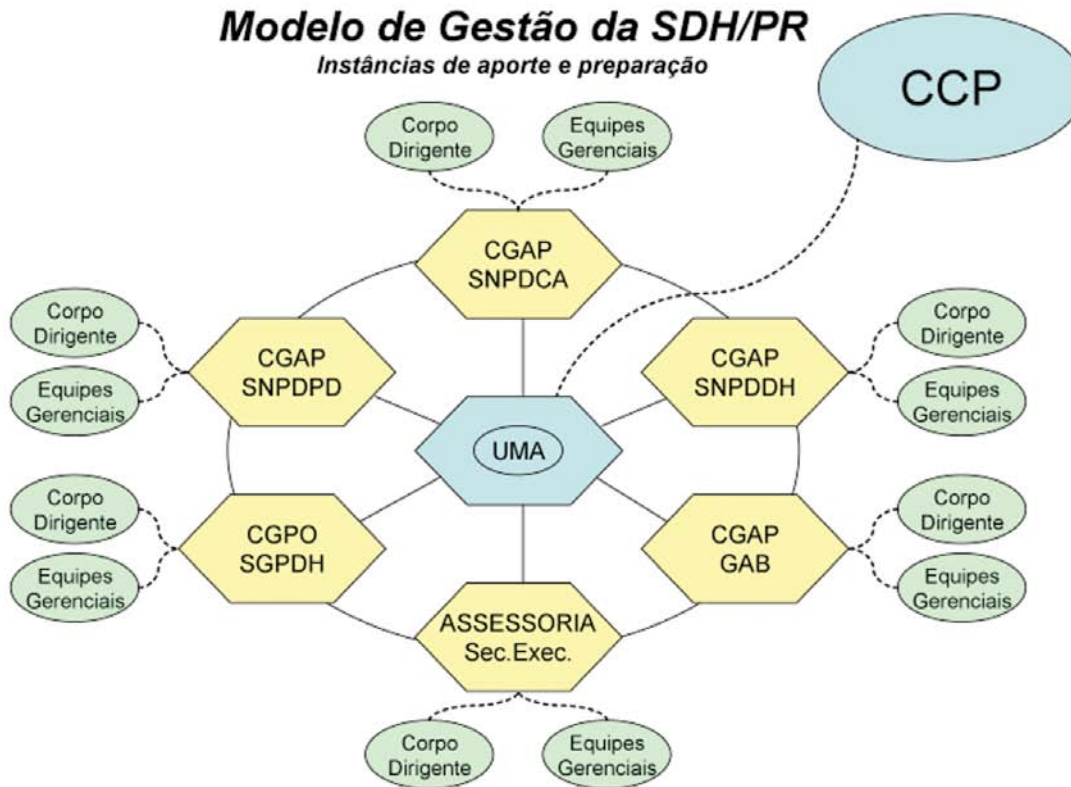 Modelo de Gestão da SDH/PR
Instâncias de aporte e preparação
CCP
Corpo
Dirigente
Equipes
Gerenciais
CGAP
SNPDCA
Corpo
Dirigente
Equipes
Gerenciais
CGAP
SNPDPD
CGAP
SNPDDH
Corpo
Dirigente
Equipes
Gerenciais
UMA
Corpo
Dirigente
Equipes
Gerenciais
CGPO
SGPDH
CGAP
GAB
Corpo
Dirigente
Equipes
Gerenciais
ASSESSORIA
Sec.Exec.
Corpo
Dirigente
Equipes
Gerenciais